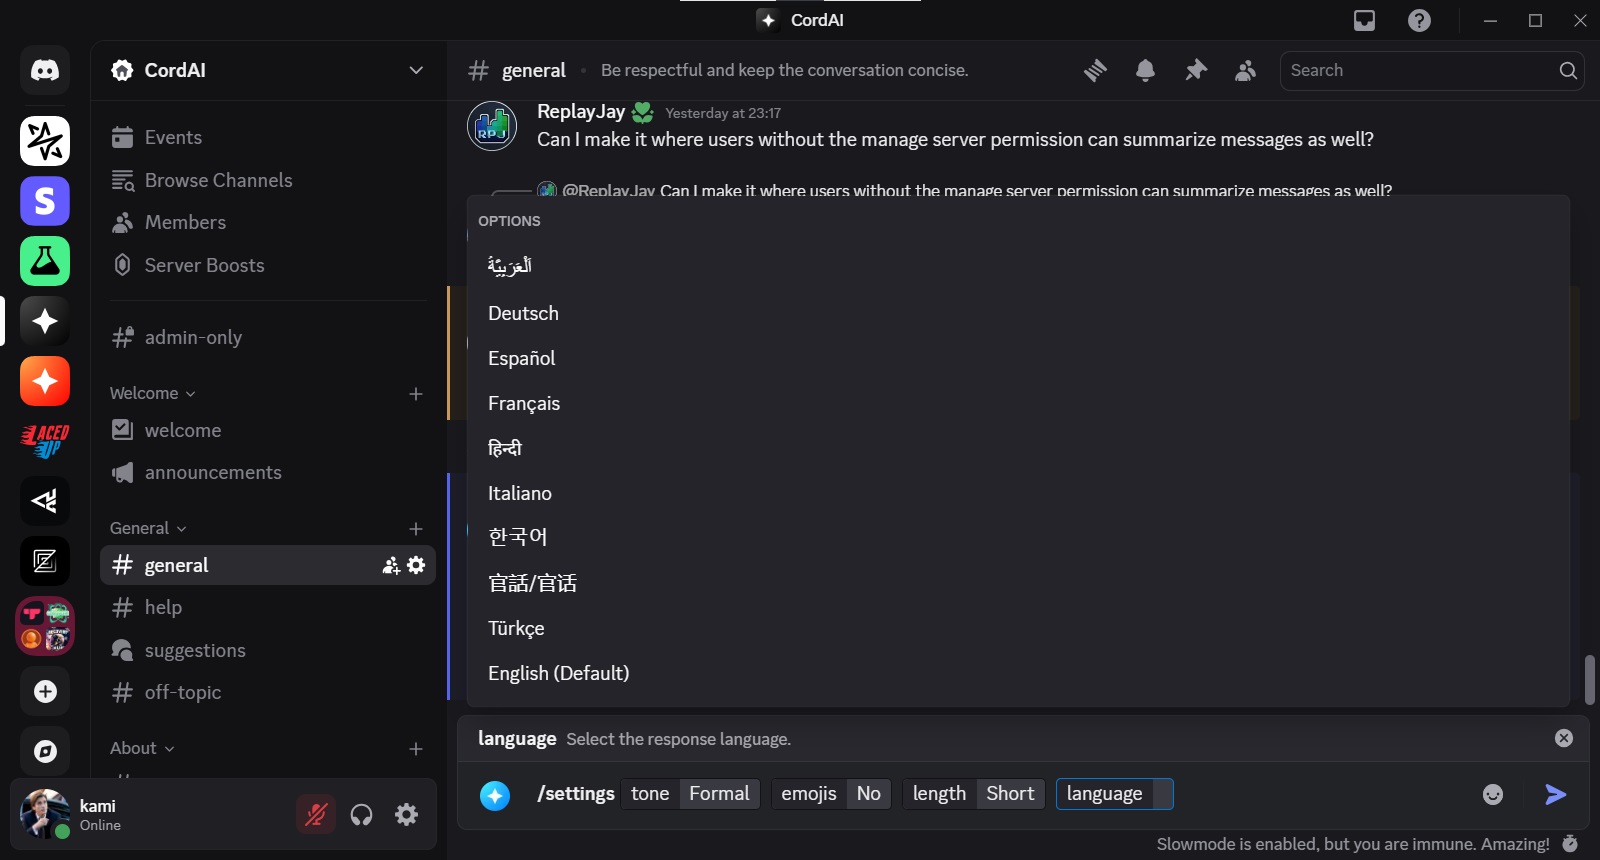 CordAI
CordAI
general
Be respectful and keep the conversation concise.
Search
Events
Browse Channels
Members
Server Boosts
admin-only
Welcome
welcome
announcements
General
general
help
suggestions
off-topic
About
kami
Online
S
LACED UP
RPJ
ReplayJay Yesterday at 23:17
Can I make it where users without the manage server permission can summarize messages as well?
@ReplayJay Can I make it where users without the manage server permission can summarize messages as well?
OPTIONS
اَلْعَرَبِيَّةُ
Deutsch
Español
Français
हिन्दी
Italiano
한국어
官話/官话
Türkçe
English (Default)
language Select the response language.
/settings tone Formal emojis No length Short language
Slowmode is enabled, but you are immune. Amazing!